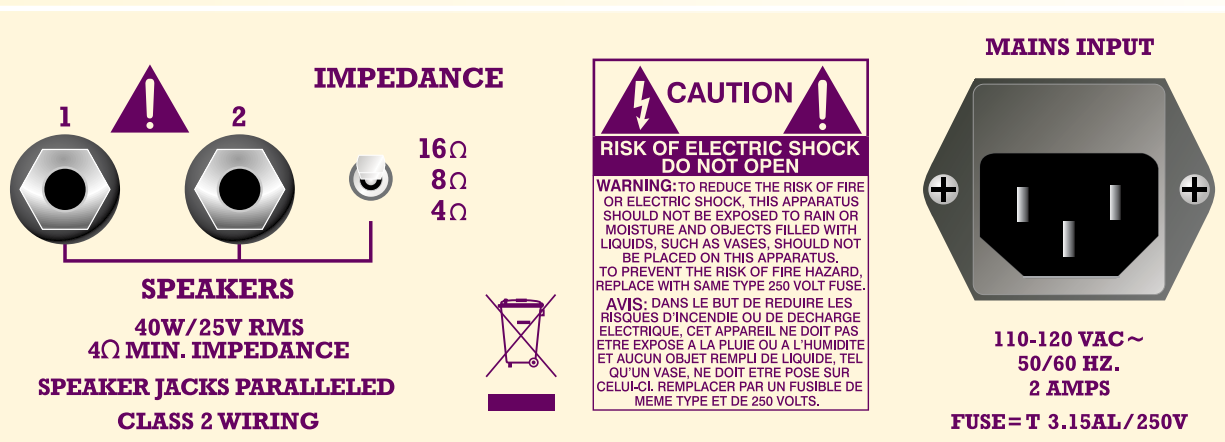 1
2
IMPEDANCE
16Ω
8Ω
4Ω
SPEAKERS
40W/25V RMS
4Ω MIN. IMPEDANCE
SPEAKER JACKS PARALLELED
CLASS 2 WIRING
CAUTION
RISK OF ELECTRIC SHOCK
DO NOT OPEN
WARNING: TO REDUCE THE RISK OF FIRE
OR ELECTRIC SHOCK, THIS APPARATUS
SHOULD NOT BE EXPOSED TO RAIN OR
MOISTURE AND OBJECTS FILLED WITH
LIQUIDS, SUCH AS VASES, SHOULD NOT
BE PLACED ON THIS APPARATUS.
TO PREVENT THE RISK OF FIRE HAZARD,
REPLACE WITH SAME TYPE 250 VOLT FUSE.
AVIS: DANS LE BUT DE REDUIRE LES
RISQUES D'INCENDIE OU DE DECHARGE
ELECTRIQUE, CET APPAREIL NE DOIT PAS
ETRE EXPOSE A LA PLUIE OU A L'HUMIDITE
ET AUCUN OBJET REMPLI DE LIQUIDE, TEL
QU'UN VASE, NE DOIT ETRE POSE SUR
CELUI-CI. REMPLACER PAR UN FUSIBLE DE
MEME TYPE ET DE 250 VOLTS.
MAINS INPUT
110-120 VAC~
50/60 HZ.
2 AMPS
FUSE=T 3.15AL/250V